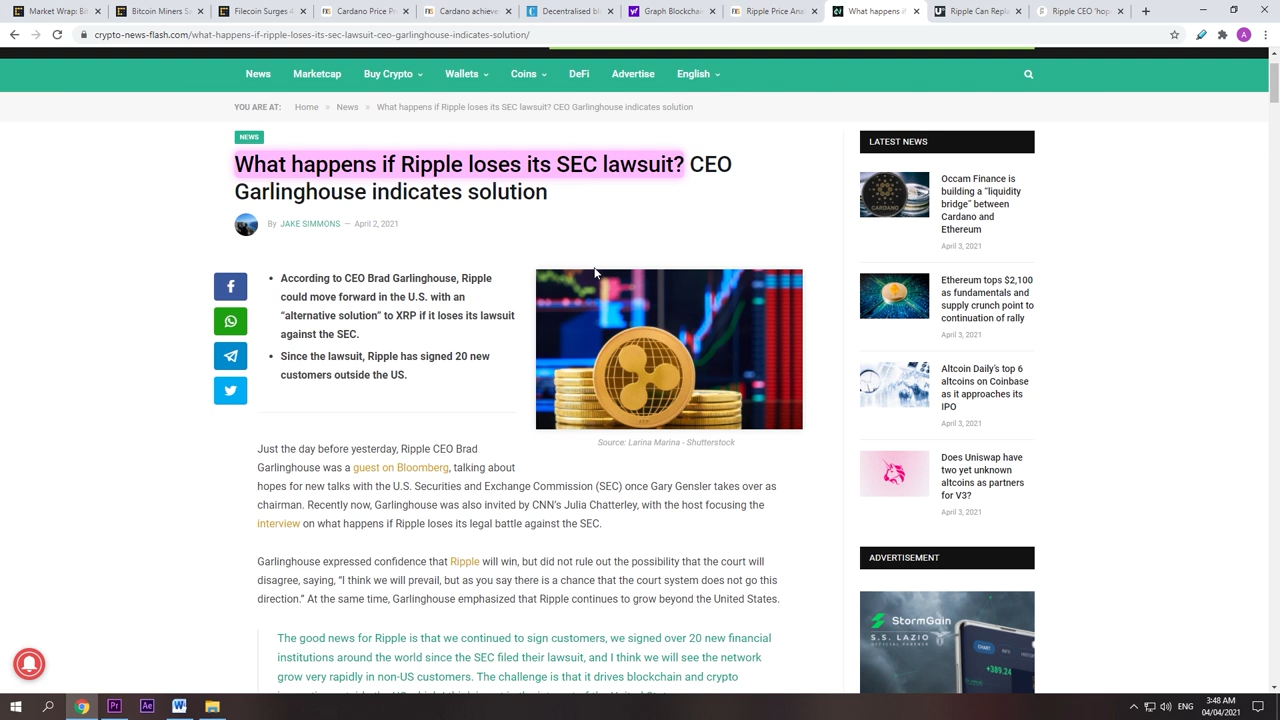 Market Wrap: Bit
Bitcoin Miners Sa
Filecoin Surges 4
Cardano Price Pr
Cardano achieve
Decentralised bl
Graph Blockchai
Ripple Price Ana
What happens if
Ripple Can Repla
Ripple CEO 'hop
crypto-news-flash.com/what-happens-if-ripple-loses-its-sec-lawsuit-ceo-garlinghouse-indicates-solution/
A
News Marketcap Buy Crypto Wallets Coins DeFi Advertise English
YOU ARE AT: Home » News » What happens if Ripple loses its SEC lawsuit? CEO Garlinghouse indicates solution
NEWS
What happens if Ripple loses its SEC lawsuit? CEO
Garlinghouse indicates solution
By JAKE SIMMONS — April 2, 2021
• According to CEO Brad Garlinghouse, Ripple
could move forward in the U.S. with an
“alternative solution” to XRP if it loses its lawsuit
against the SEC.
• Since the lawsuit, Ripple has signed 20 new
customers outside the US.
Source: Larina Marina - Shutterstock
Just the day before yesterday, Ripple CEO Brad
Garlinghouse was a guest on Bloomberg, talking about
hopes for new talks with the U.S. Securities and Exchange Commission (SEC) once Gary Gensler takes over as
chairman. Recently now, Garlinghouse was also invited by CNN’s Julia Chatterley, with the host focusing the
interview on what happens if Ripple loses its legal battle against the SEC.
Garlinghouse expressed confidence that Ripple will win, but did not rule out the possibility that the court will
disagree, saying, “I think we will prevail, but as you say there is a chance that the court system does not go this
direction.” At the same time, Garlinghouse emphasized that Ripple continues to grow beyond the United States.
The good news for Ripple is that we continued to sign customers, we signed over 20 new financial
institutions around the world since the SEC filed their lawsuit, and I think we will see the network
grow very rapidly in non-US customers. The challenge is that it drives blockchain and crypto
LATEST NEWS
CARDANO
Occam Finance is
building a “liquidity
bridge” between
Cardano and
Ethereum
April 3, 2021
Ethereum tops $2,100
as fundamentals and
supply crunch point to
continuation of rally
April 3, 2021
Altcoin Daily’s top 6
altcoins on Coinbase
as it approaches its
IPO
April 3, 2021
Does Uniswap have
two yet unknown
altcoins as partners
for V3?
April 3, 2021
ADVERTISEMENT
StormGain
S.S. LAZIO
OFFICIAL PARTNER
CHART
INFO
+389.24
Pr
Ae
W
ENG
3:48 AM
04/04/2021